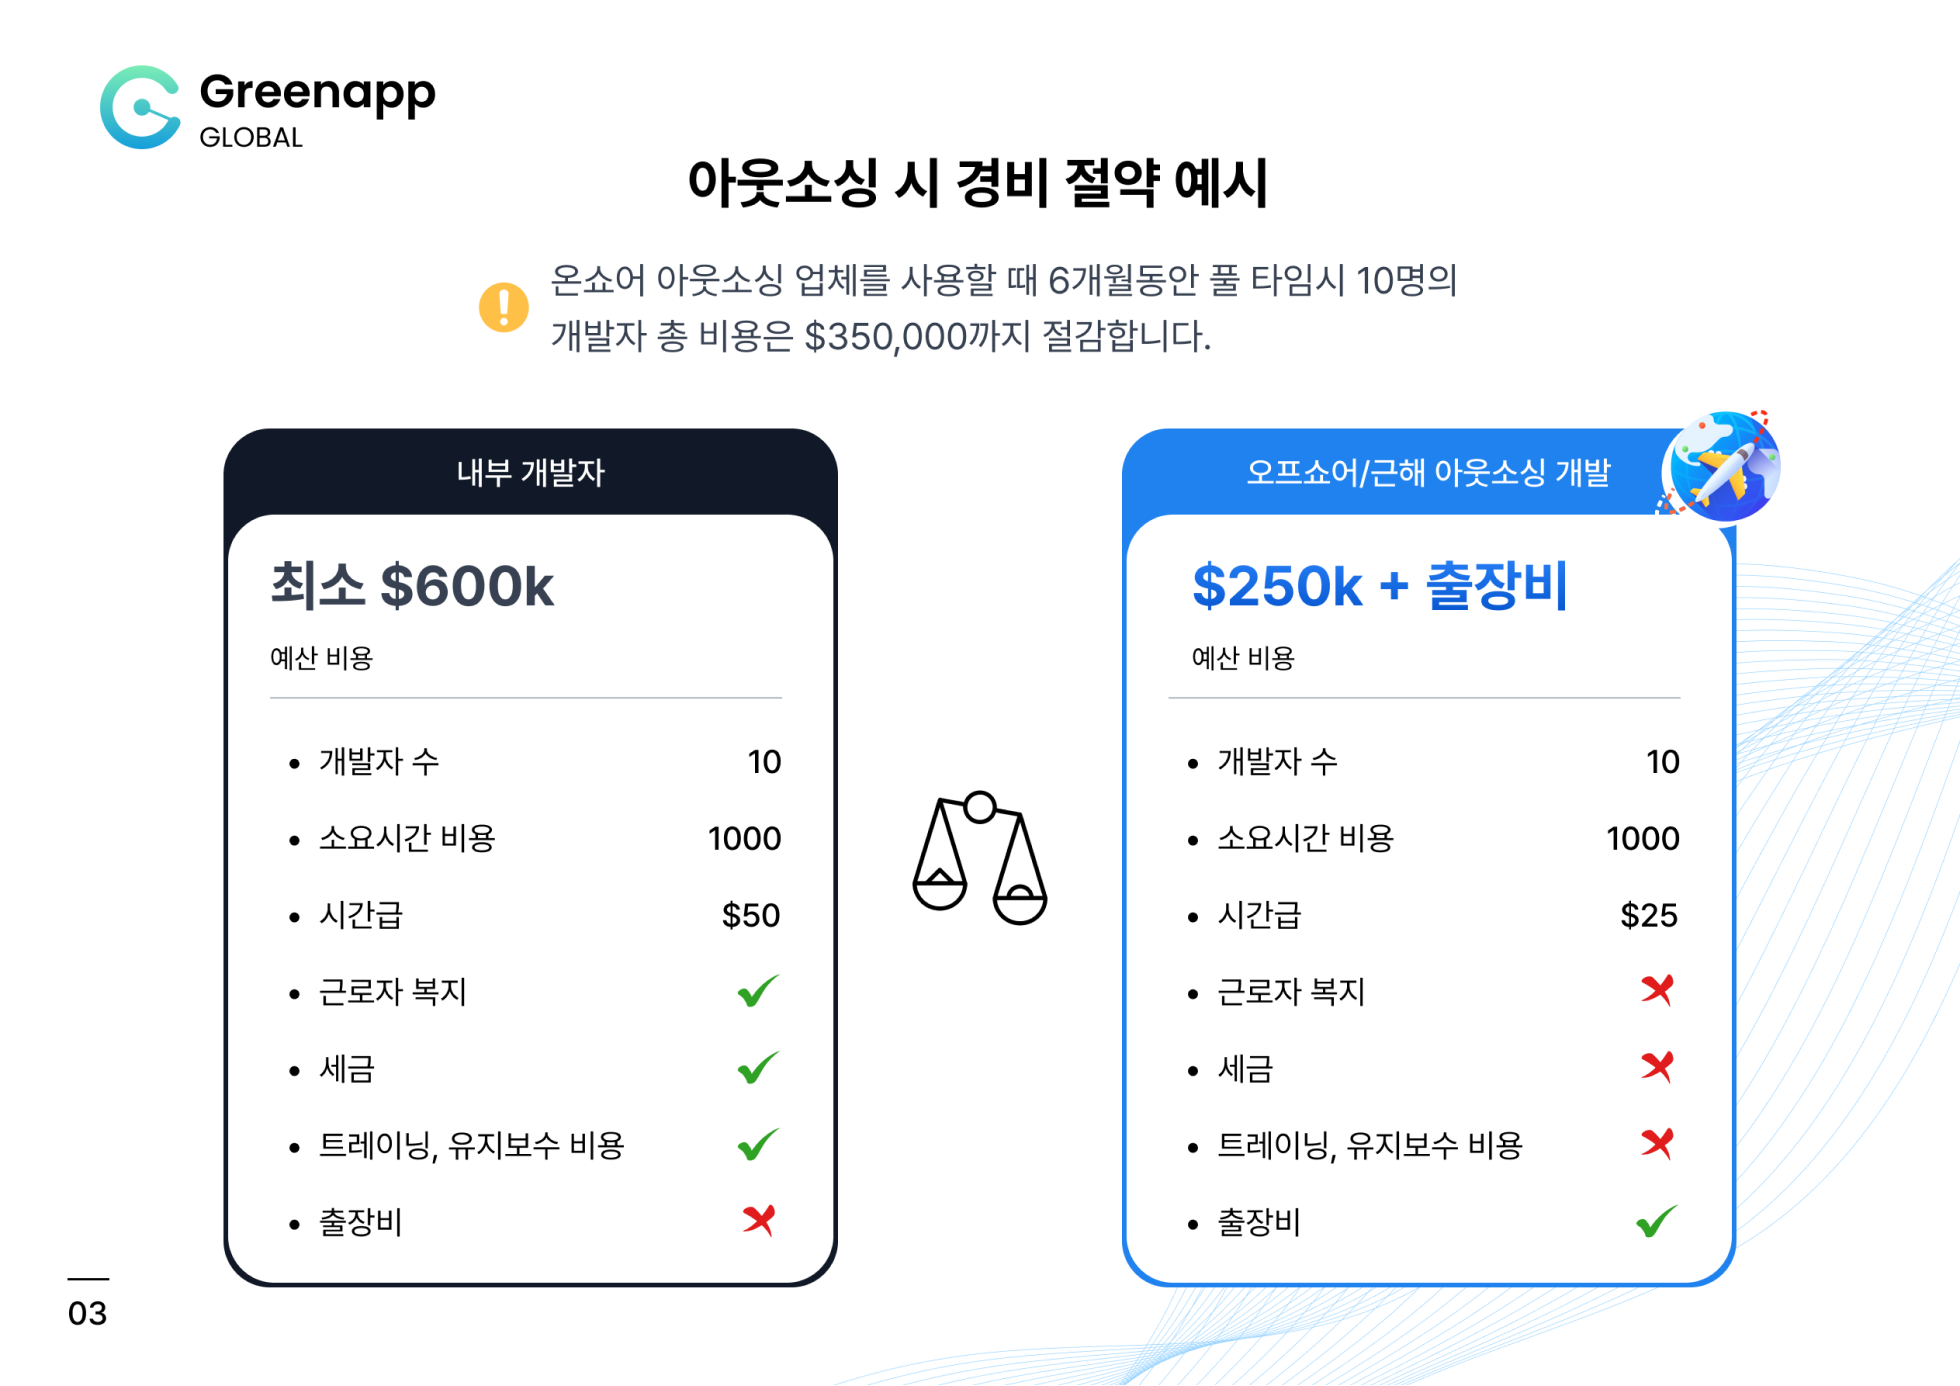 Greenapp
GLOBAL
아웃소싱 시 경비 절약 예시
온쇼어 아웃소싱 업체를 사용할 때 6개월동안 풀 타임시 10명의
개발자 총 비용은 $350,000까지 절감합니다.
내부 개발자
최소 $600k
예산 비용
개발자 수 10
소요시간 비용 1000
시간급 $50
근로자 복지
세금
트레이닝, 유지보수 비용
출장비
오프쇼어/근해 아웃소싱 개발
$250k + 출장비
예산 비용
개발자 수 10
소요시간 비용 1000
시간급 $25
근로자 복지
세금
트레이닝, 유지보수 비용
출장비
03